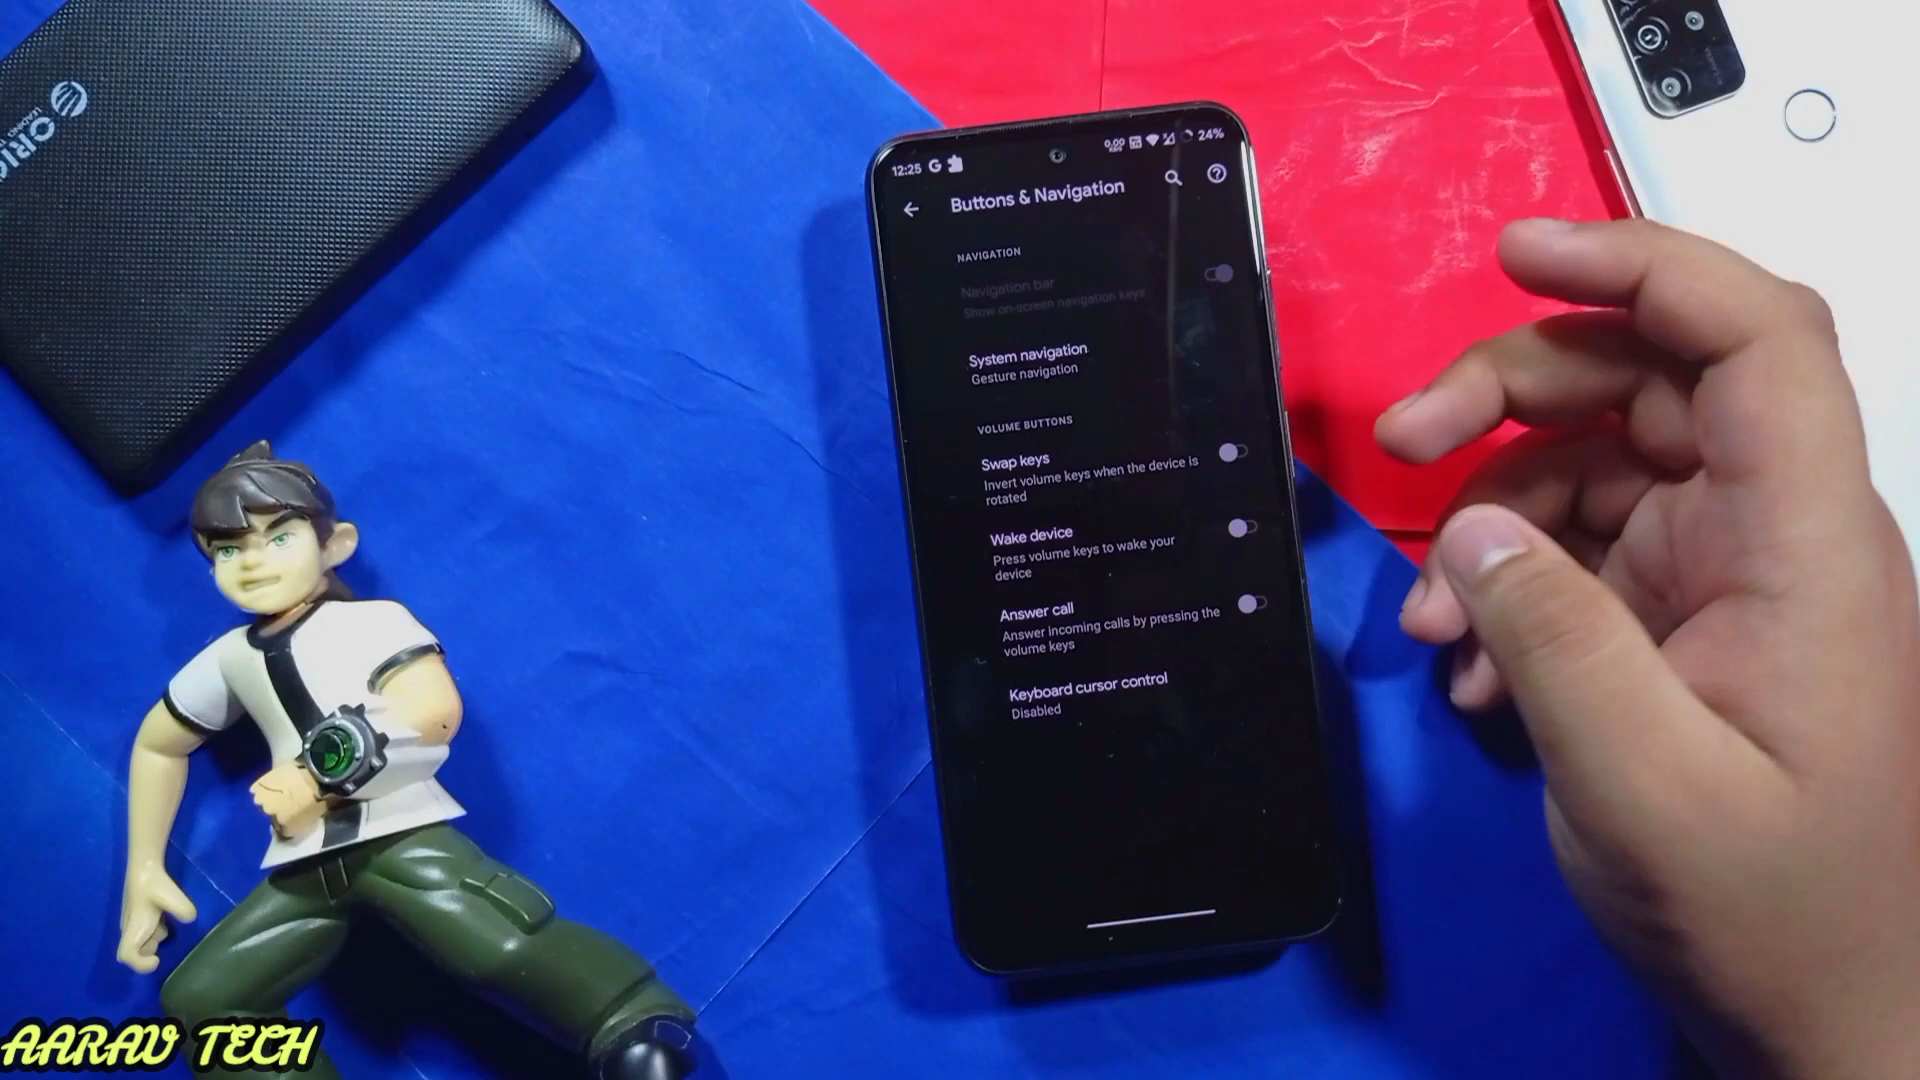 12:25
24%
Buttons & Navigation
NAVIGATION
Navigation bar
Show on-screen navigation keys
System navigation
Gesture navigation
VOLUME BUTTONS
Swap keys
Invert volume keys when the device is
rotated
Wake device
Press volume keys to wake your
device
Answer call
Answer incoming calls by pressing the
volume keys
Keyboard cursor control
Disabled
AARAV TECH